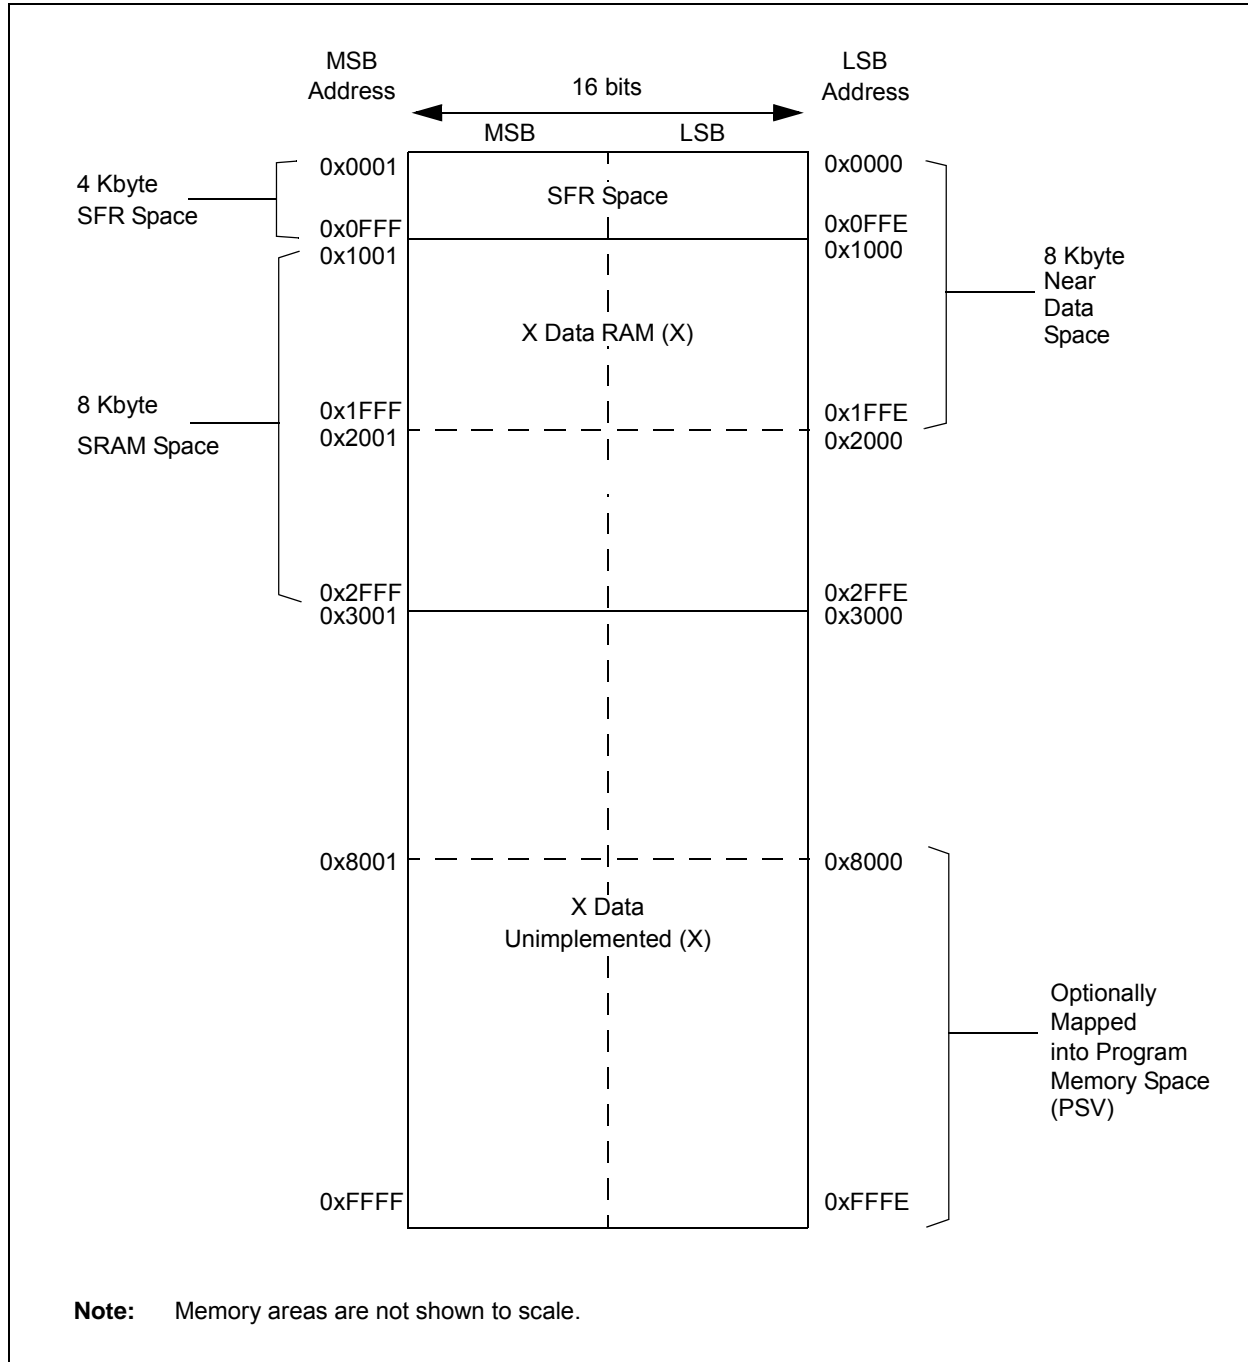 MSB
Address
16 bits
LSB
Address
MSB
LSB
0x0001
0x0000
4 Kbyte
SFR Space
SFR Space
0x0FFF
0x0FFE
0x1001
0x1000
8 Kbyte
Near
Data
Space
X Data RAM (X)
8 Kbyte
SRAM Space
0x1FFF
0x1FFE
0x2001
0x2000
0x2FFF
0x2FFE
0x3001
0x3000
0x8001
0x8000
X Data
Unimplemented (X)
Optionally
Mapped
into Program
Memory Space
(PSV)
0xFFFF
0xFFFE
Note: Memory areas are not shown to scale.